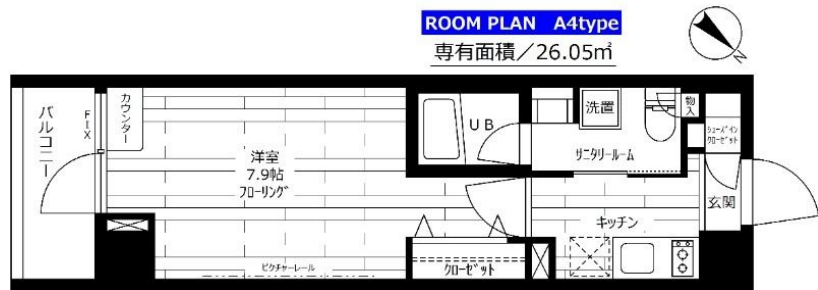 ROOM PLAN A4type
専有面積／26.05㎡
N
バルコニー
FIX
カウンター
洋室
7.9帖
フローリング
ピクチャーレール
UB
洗置
物入
サニタリールーム
シューズイン
クローゼット
玄関
キッチン
クローゼット